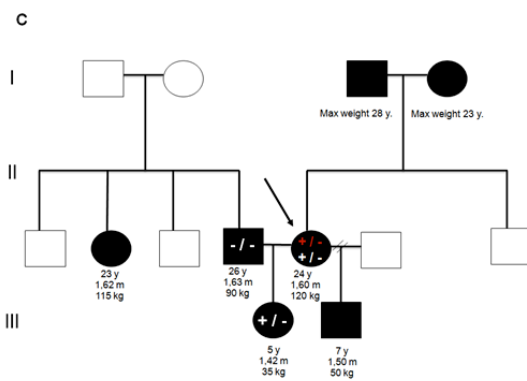 C
I
Max weight 28 y. Max weight 23 y.
II
- / -
+ / -
+ / -
23 y
1,62 m
115 kg
26 y
1,63 m
90 kg
24 y
1,60 m
120 kg
III
+ / -
5 y
1,42 m
35 kg
7 y
1,50 m
50 kg